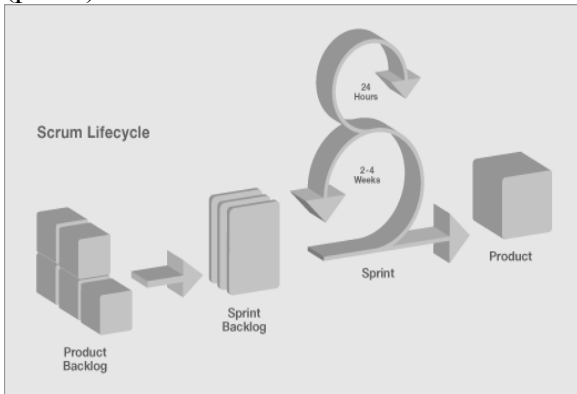 24
Hours
Scrum Lifecycle
2-4
Weeks
Product
Sprint
Sprint
Backlog
Product
Backlog